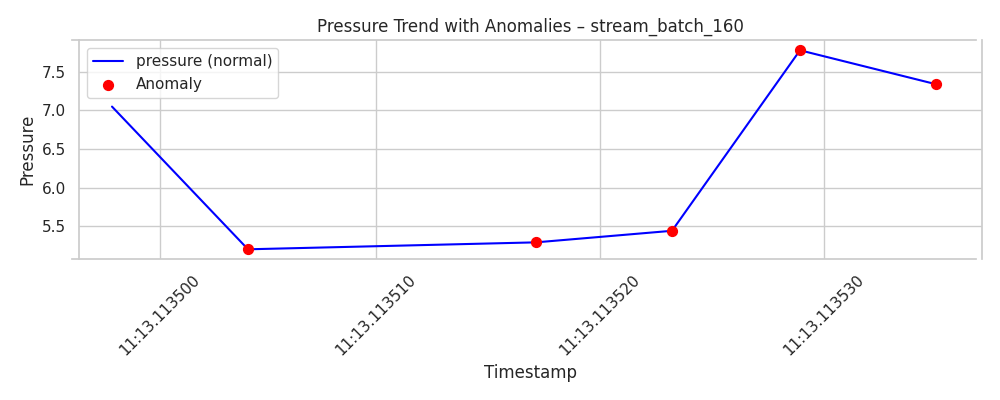 Pressure Trend with Anomalies – stream_batch_160
pressure (normal)
Anomaly
Pressure
7.5
7.0
6.5
6.0
5.5
11:13.113500
11:13.113510
11:13.113520
11:13.113530
Timestamp